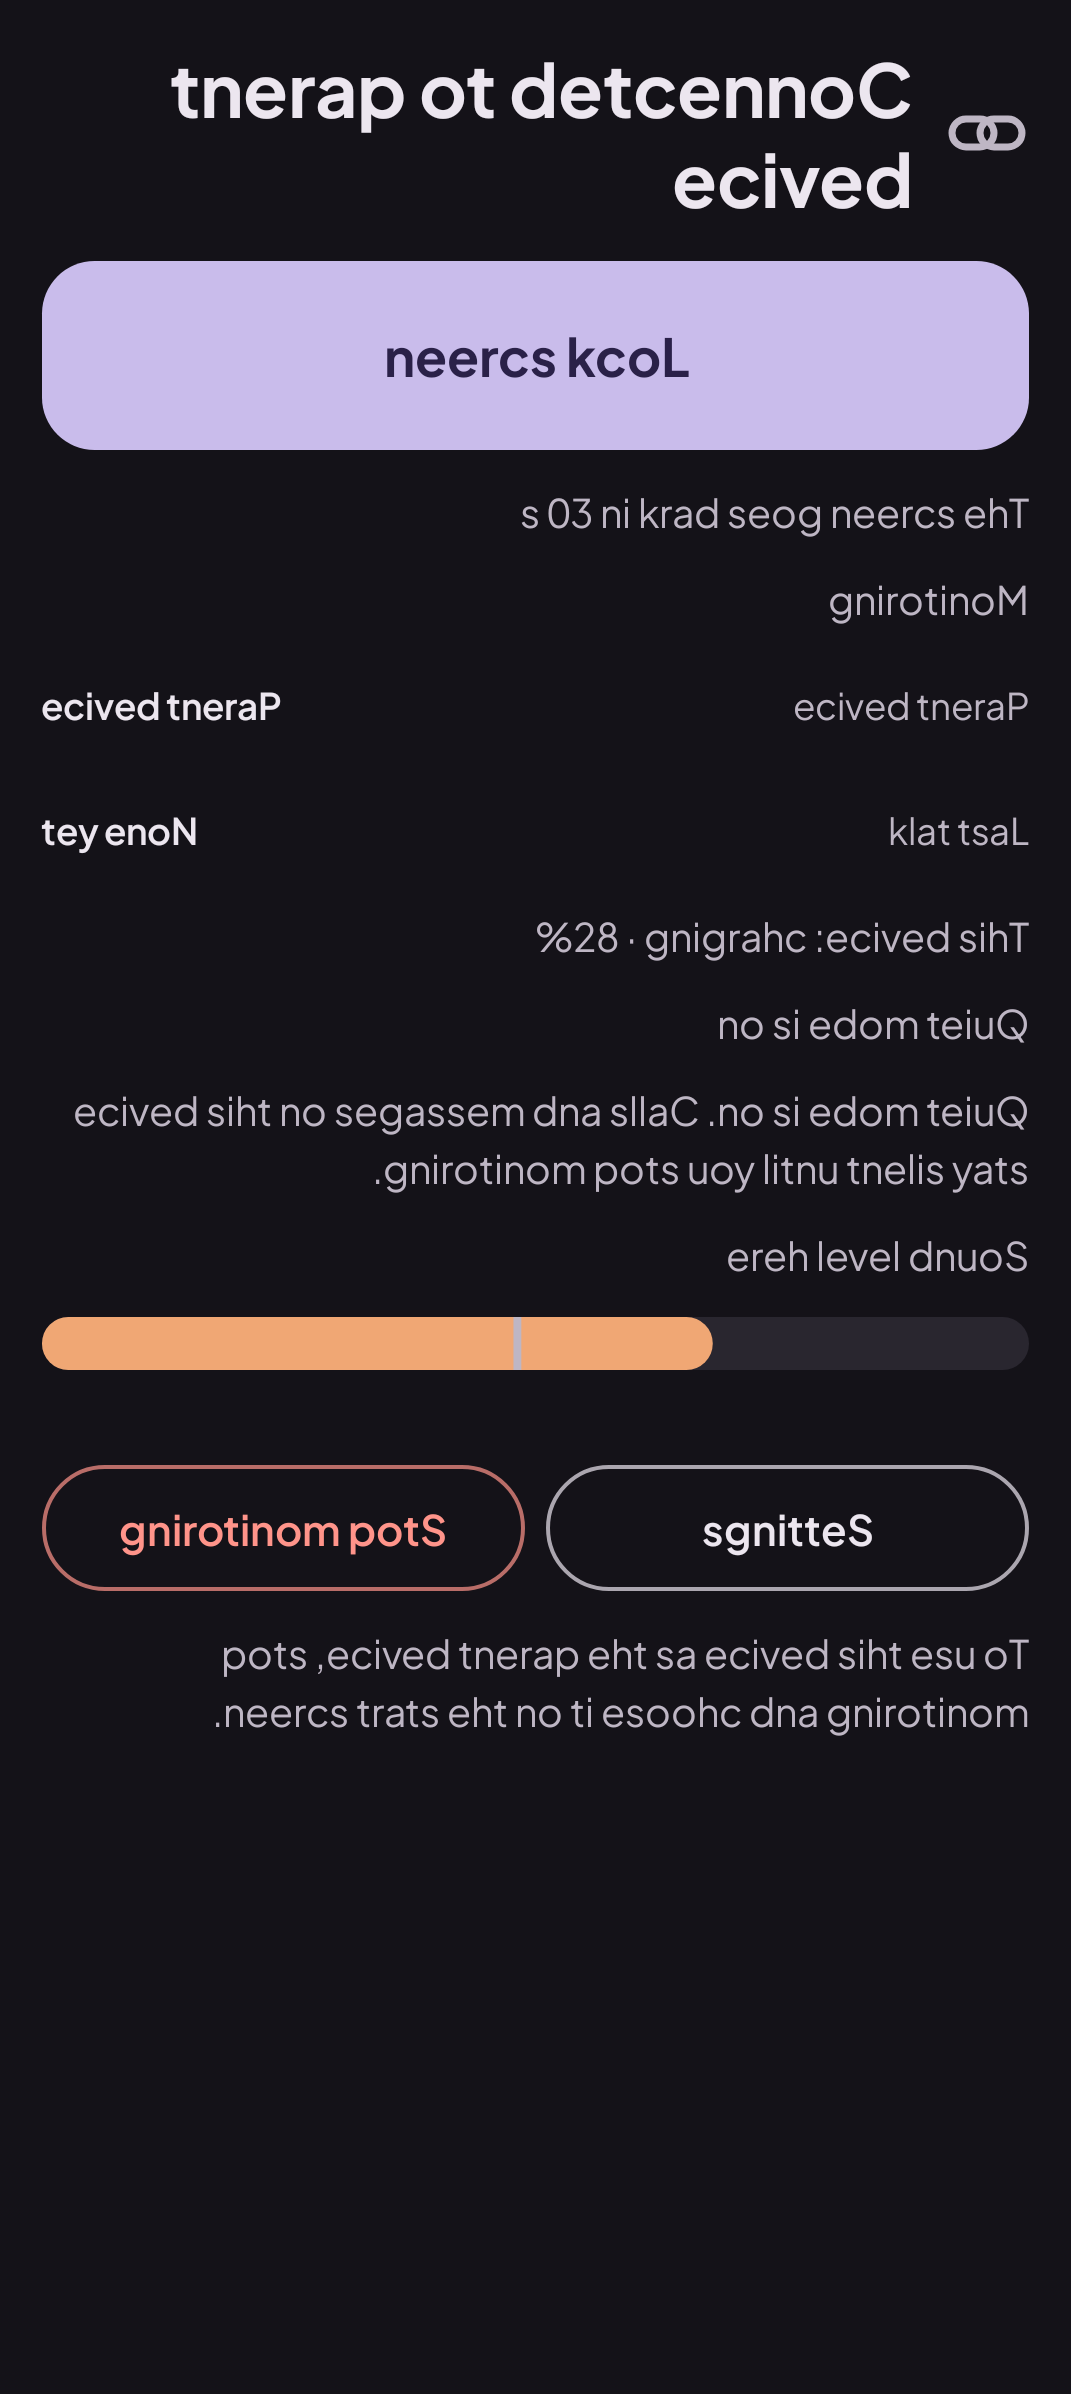 tnerap ot detcennoC
ecived
neercs kcoL
s 03 ni krad seog neercs ehT
gnirotinoM
ecived tneraP
ecived tneraP
klat tsaL
tey enoN
%28 · gnigrahc :ecived sihT
no si edom teiuQ
ecived siht no segassem dna sllaC .no si edom teiuQ
.gnirotinom pots uoy litnu tnelis syats
ereh level dnuoS
sgnitteS
gnirotinom potS
pots ,ecived tnerap eht sa ecived siht esu oT
.neercs trats eht no ti esoohc dna gnirotinom